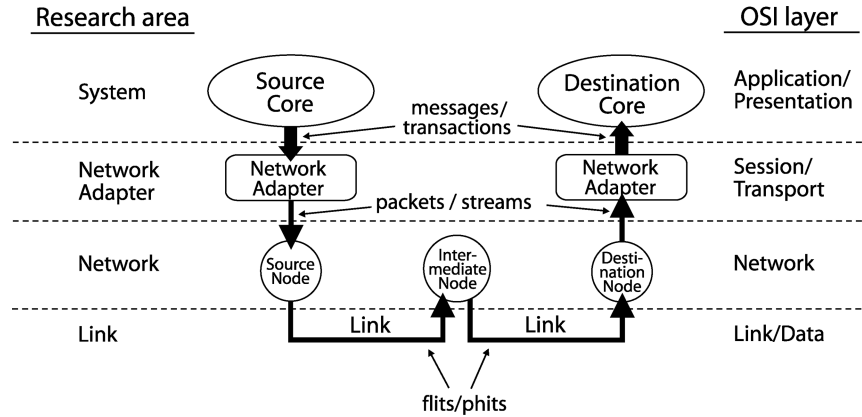 Research area
OSI layer
System
Source
Core
Destination
Core
Application/
Presentation
messages/
transactions
Network
Adapter
Network
Adapter
Network
Adapter
Session/
Transport
packets / streams
Network
Source
Node
Inter-
mediate
Node
Desti-
nation
Node
Network
Link
Link
Link
Link/Data
flits/phits